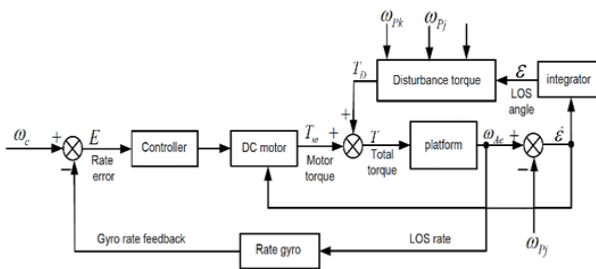 ω_Pk ω_Pj
T_D Disturbance torque ε integrator
LOS angle
ω_c + E Controller DC motor T_m + + T platform ω_Ae + ε̇
Rate error
Motor torque
Total torque
−
−
Gyro rate feedback Rate gyro LOS rate ω_Pj